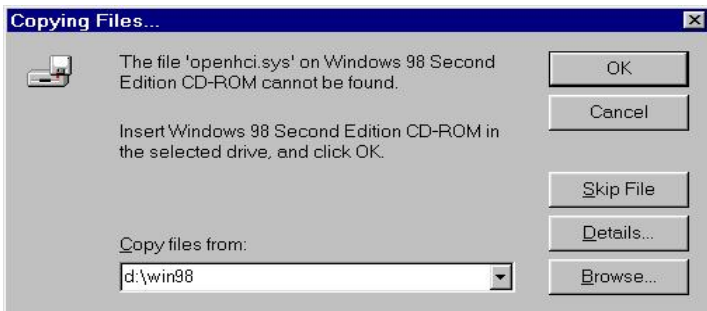 Copying Files...
The file 'openhci.sys' on Windows 98 Second
Edition CD-ROM cannot be found.
Insert Windows 98 Second Edition CD-ROM in
the selected drive, and click OK.
Copy files from:
d:\win98
OK
Cancel
Skip File
Details...
Browse...